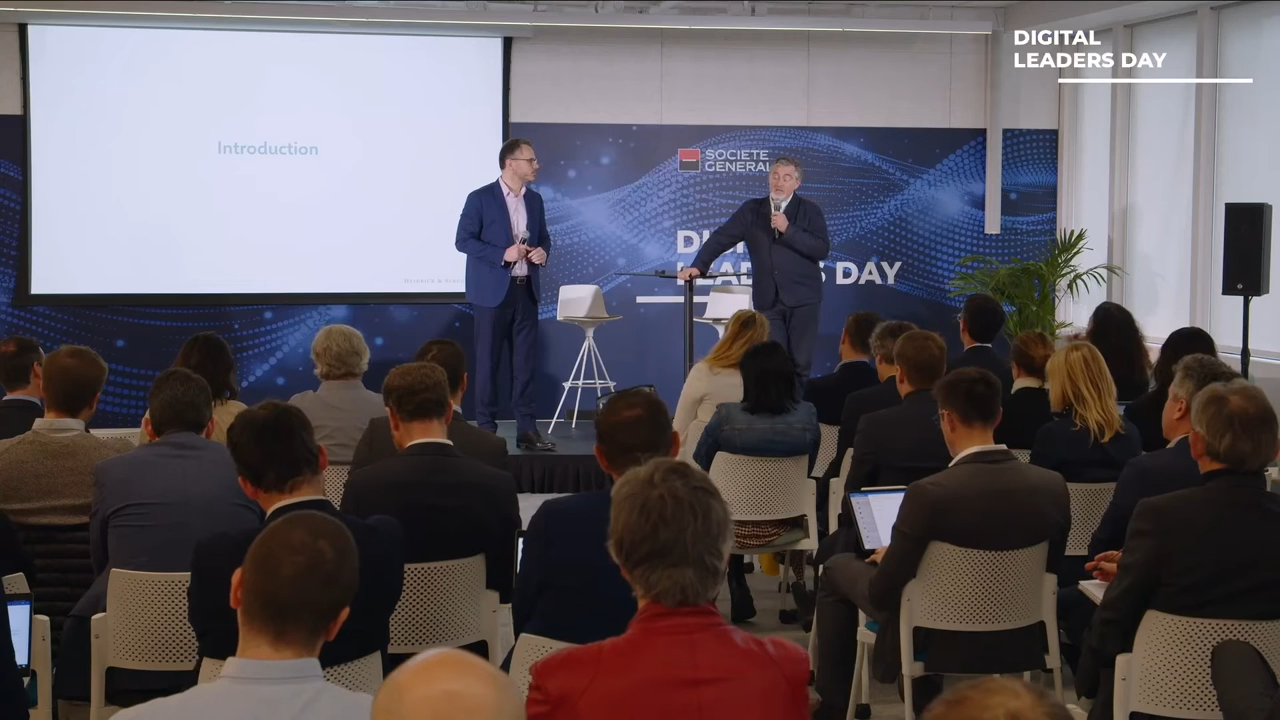 DIGITAL
LEADERS DAY
Introduction
SOCIETE
GENERAL
DAY